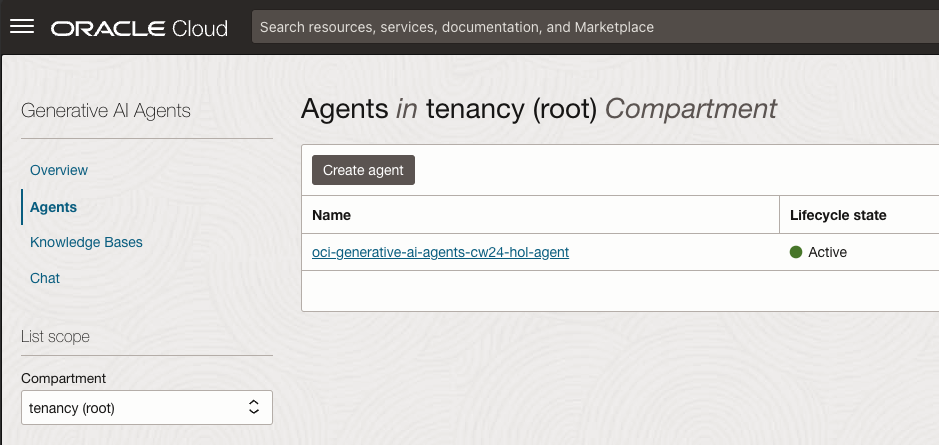 ORACLE Cloud
Search resources, services, documentation, and Marketplace
Generative AI Agents
Overview
Agents
Knowledge Bases
Chat
List scope
Compartment
tenancy (root)
Agents in tenancy (root) Compartment
Create agent
Name Lifecycle state
oci-generative-ai-agents-cw24-hol-agent Active